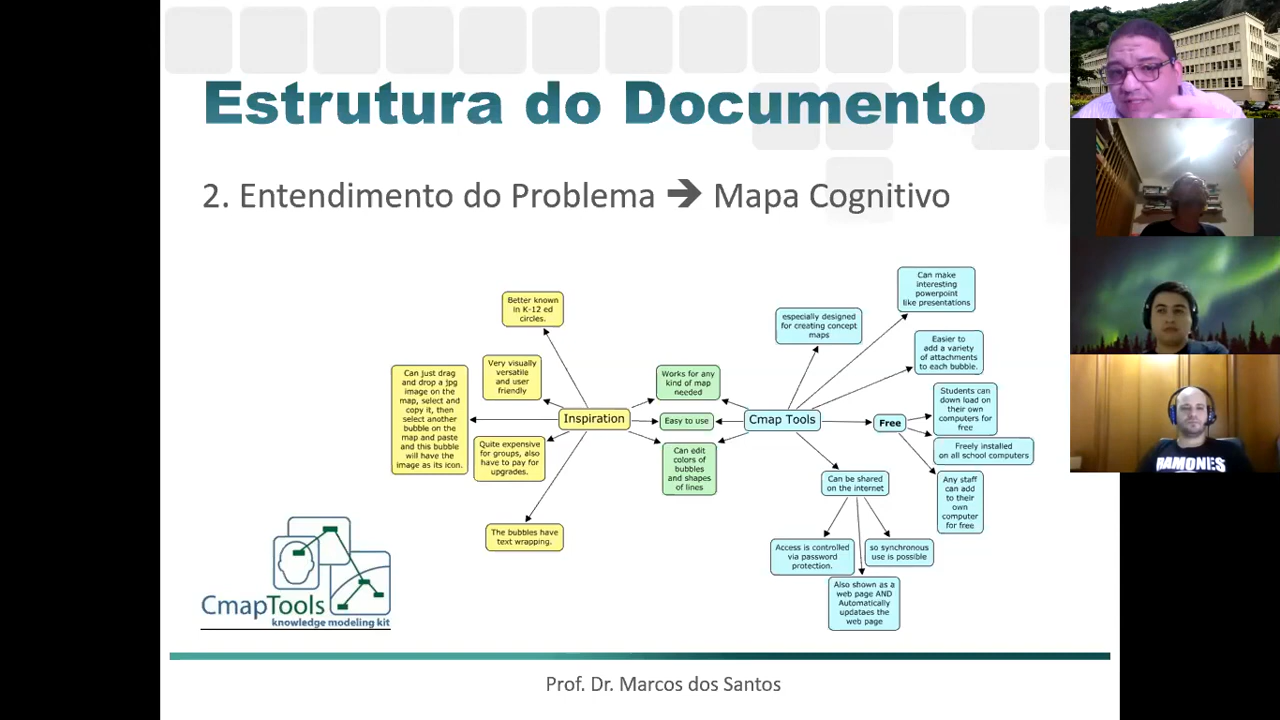 Estrutura do Documento
2. Entendimento do Problema → Mapa Cognitivo
Better known
in K-12 ed
circles.
Very visually
versatile
and user
friendly
Can just drag
and drop a jpg
image on the
map, select and
copy it, then
select another
bubble on the
map and paste
and this bubble
will have the
image as its icon.
Inspiration
Quite expensive
for groups, also
have to pay for
upgrades.
The bubbles have
text wrapping.
Works for any
kind of map
needed
Easy to use
Can edit
colors of
bubbles
and shapes
of lines
Cmap Tools
especially designed
for creating concept
maps
Can make
interesting
powerpoint
like presentations
Easier to
add a variety
of attachments
to each bubble.
Free
Students can
down load on
their own
computers for
free
Freely installed
on all school computers
Any staff
can add
to their
own
computer
for free
Can be shared
on the internet
Access is controlled
via password
protection.
so synchronous
use is possible
Also shown as a
web page AND
Automatically
updataes the
web page
CmapTools
knowledge modeling kit
Prof. Dr. Marcos dos Santos
RAMONES